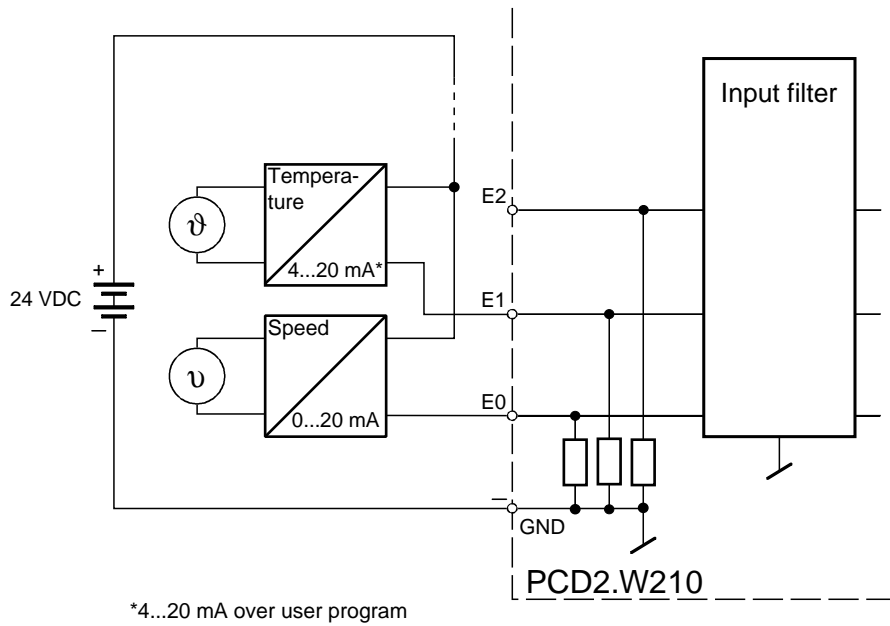 Input filter
Tempera-
ture
E2
ϑ
4...20 mA*
+
24 VDC
–
E1
Speed
υ
0...20 mA
E0
–
GND
PCD2.W210
*4...20 mA over user program